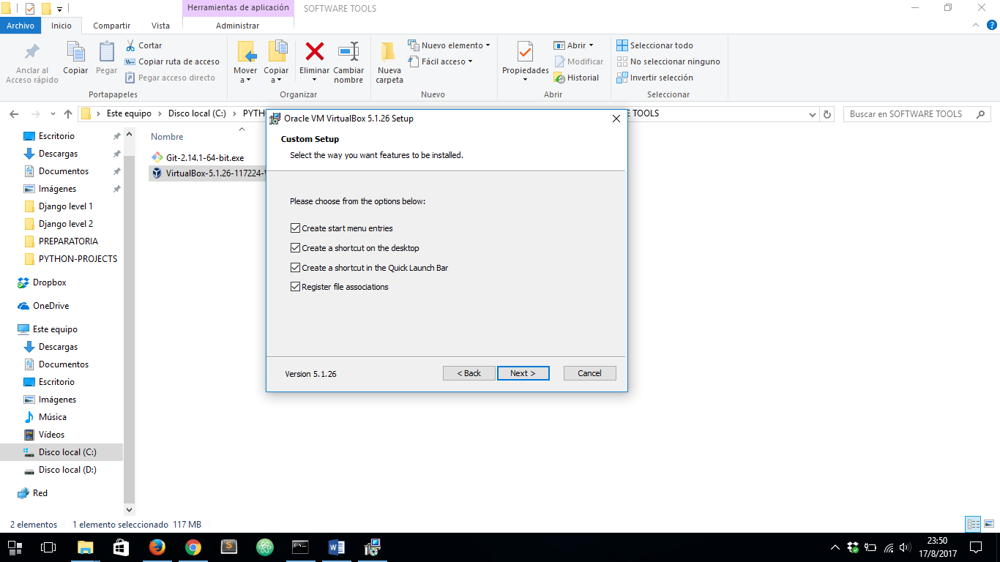 Herramientas de aplicación SOFTWARE TOOLS
Archivo Inicio Compartir Vista Administrar
Anclar al Acceso rápido
Copiar
Pegar
Cortar
Copiar ruta de acceso
Pegar acceso directo
Portapapeles
Mover a
Copiar a
Eliminar
Cambiar nombre
Organizar
Nueva carpeta
Nuevo elemento
Fácil acceso
Nuevo
Propiedades
Abrir
Modificar
Historial
Abrir
Seleccionar todo
No seleccionar ninguno
Invertir selección
Seleccionar
Este equipo Disco local (C:) PYTH E TOOLS
Buscar en SOFTWARE TOOLS
Escritorio
Descargas
Documentos
Imágenes
Django level 1
Django level 2
PREPARATORIA
PYTHON-PROJECTS
Dropbox
OneDrive
Este equipo
Descargas
Documentos
Escritorio
Imágenes
Música
Vídeos
Disco local (C:)
Disco local (D:)
Red
Nombre
Git-2.14.1-64-bit.exe
VirtualBox-5.1.26-117224-
Oracle VM VirtualBox 5.1.26 Setup
Custom Setup
Select the way you want features to be installed.
Please choose from the options below:
Create start menu entries
Create a shortcut on the desktop
Create a shortcut in the Quick Launch Bar
Register file associations
Version 5.1.26
< Back Next > Cancel
2 elementos 1 elemento seleccionado 117 MB
23:50
17/8/2017